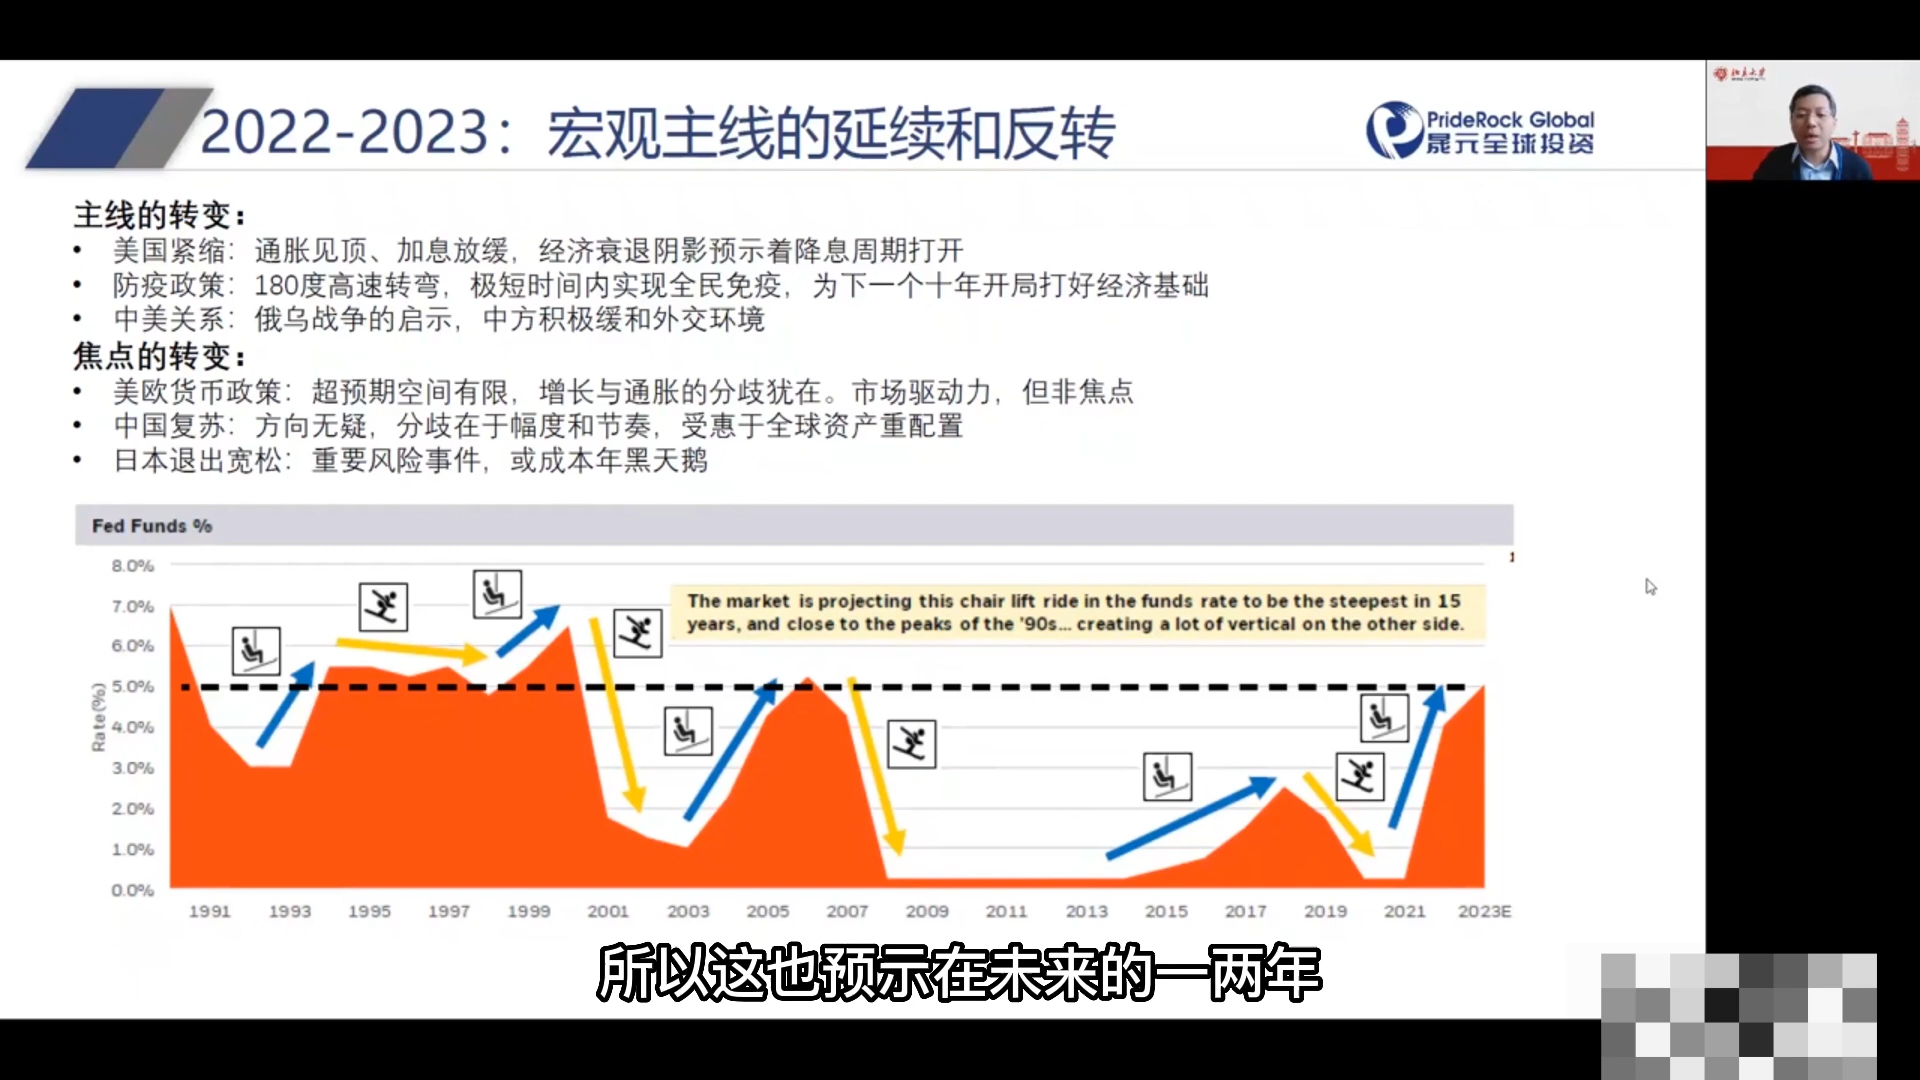 2022-2023：宏观主线的延续和反转
PrideRock Global
晟元全球投资
北京大学
主线的转变：
• 美国紧缩：通胀见顶、加息放缓，经济衰退阴影预示着降息周期打开
• 防疫政策：180度高速转弯，极短时间内实现全民免疫，为下一个十年开局打好经济基础
• 中美关系：俄乌战争的启示，中方积极缓和外交环境
焦点的转变：
• 美欧货币政策：超预期空间有限，增长与通胀的分歧犹在。市场驱动力，但非焦点
• 中国复苏：方向无疑，分歧在于幅度和节奏，受惠于全球资产重配置
• 日本退出宽松：重要风险事件，或成本年黑天鹅
Fed Funds %
1
The market is projecting this chair lift ride in the funds rate to be the steepest in 15
years, and close to the peaks of the '90s... creating a lot of vertical on the other side.
Rate(%)
8.0%
7.0%
6.0%
5.0%
4.0%
3.0%
2.0%
1.0%
0.0%
1991 1993 1995 1997 1999 2001 2003 2005 2007 2009 2011 2013 2015 2017 2019 2021 2023E
所以这也预示在未来的一两年